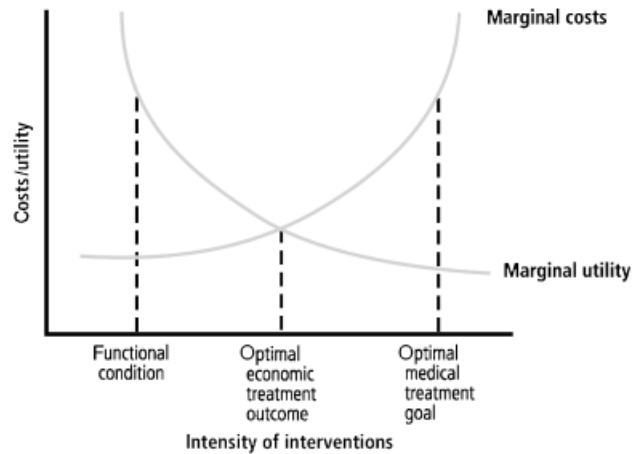 Marginal costs
Costs/utility
Marginal utility
Functional
condition
Optimal
economic
treatment
outcome
Optimal
medical
treatment
goal
Intensity of interventions